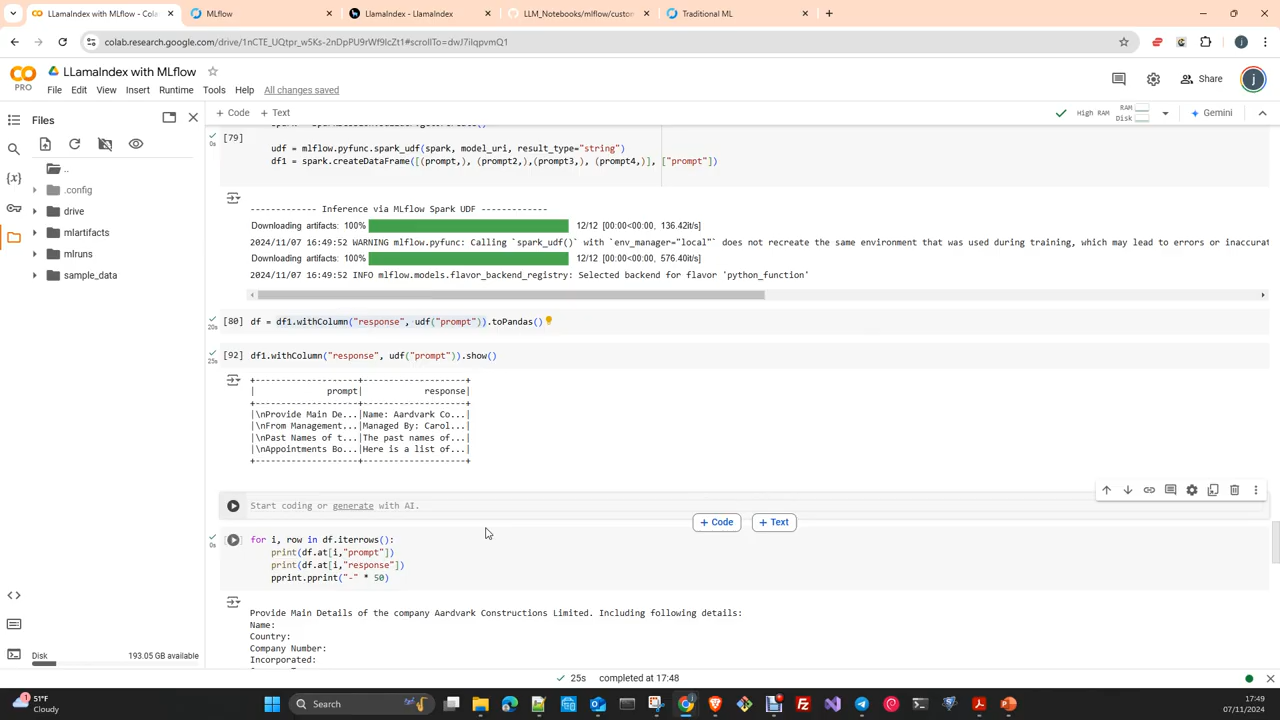 LLamaIndex with MLflow - Colab
MLflow
LlamaIndex - LlamaIndex
LLM_Notebooks/mlflow/custom
Traditional ML
colab.research.google.com/drive/1nCTE_UQtpr_w5Ks-2nDpPU9rWf9IcZt1#scrollTo=dwJ7ilqpvmQ1
PRO
LLamaIndex with MLflow
Share
j
File Edit View Insert Runtime Tools Help All changes saved
Files
+ Code + Text
High RAM
RAM
Disk
Gemini
..
.config
drive
mlartifacts
mlruns
sample_data
[79]
0s
udf = mlflow.pyfunc.spark_udf(spark, model_uri, result_type="string")
df1 = spark.createDataFrame([(prompt,), (prompt2,),(prompt3,), (prompt4,)], ["prompt"])
------------- Inference via MLflow Spark UDF -------------
Downloading artifacts: 100% 12/12 [00:00<00:00, 136.42it/s]
2024/11/07 16:49:52 WARNING mlflow.pyfunc: Calling `spark_udf()` with `env_manager="local"` does not recreate the same environment that was used during training, which may lead to errors or inaccurat
Downloading artifacts: 100% 12/12 [00:00<00:00, 576.40it/s]
2024/11/07 16:49:52 INFO mlflow.models.flavor_backend_registry: Selected backend for flavor 'python_function'
[80] df = df1.withColumn("response", udf("prompt")).toPandas()
20s
[92] df1.withColumn("response", udf("prompt")).show()
25s
+--------------------+--------------------+
| prompt| response|
+--------------------+--------------------+
|\nProvide Main De...|Name: Aardvark Co...|
|\nFrom Management...|Managed By: Carol...|
|\nPast Names of t...|The past names of...|
|\nAppointments Bo...|Here is a list of...|
+--------------------+--------------------+
Start coding or generate with AI.
+ Code + Text
for i, row in df.iterrows():
0s
print(df.at[i,"prompt"])
print(df.at[i,"response"])
pprint.pprint("-" * 50)
Provide Main Details of the company Aardvark Constructions Limited. Including following details:
Name:
Country:
Company Number:
Incorporated:
Disk 193.05 GB available
25s completed at 17:48
51°F
Cloudy
Search
17:49
07/11/2024